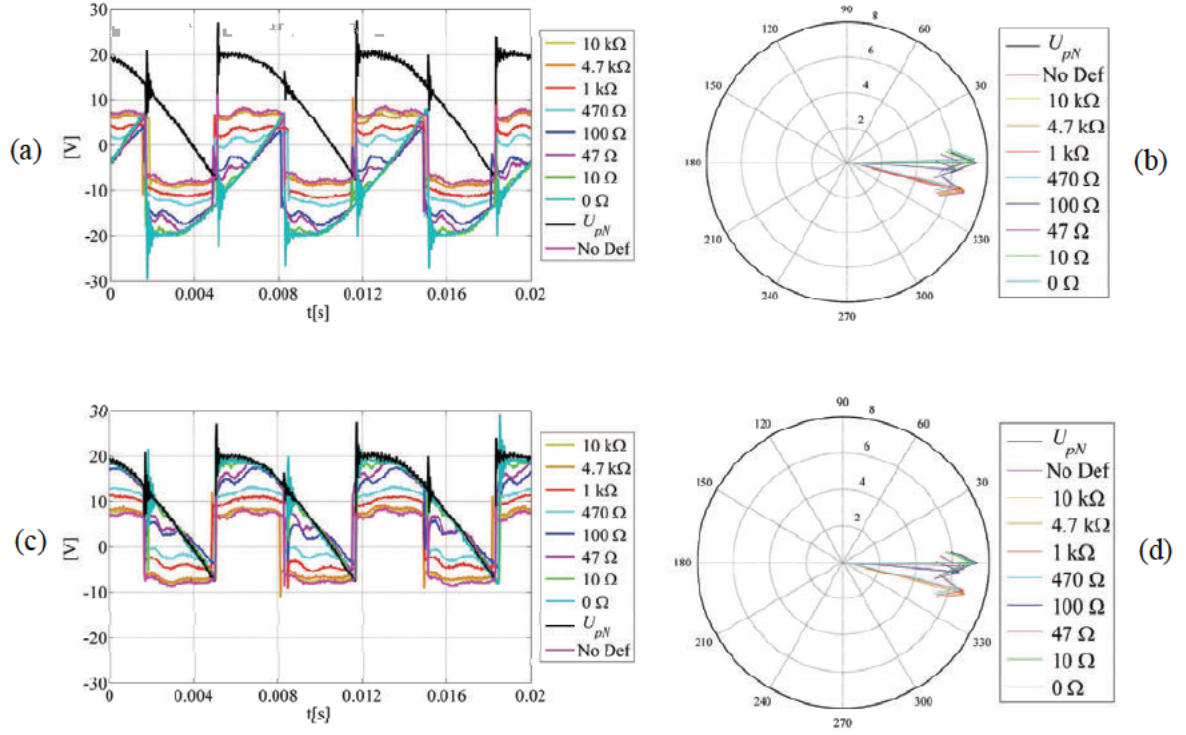 (a)
[V]
30
20
10
0
-10
-20
-30
0
0.004
0.008
0.012
0.016
0.02
t[s]
10 kΩ
4.7 kΩ
1 kΩ
470 Ω
100 Ω
47 Ω
10 Ω
0 Ω
UpN
No Def
(b)
90
60
30
330
300
270
240
210
180
150
120
8
6
4
2
UpN
No Def
10 kΩ
4.7 kΩ
1 kΩ
470 Ω
100 Ω
47 Ω
10 Ω
0 Ω
(c)
[V]
30
20
10
0
-10
-20
-30
0
0.004
0.008
0.012
0.016
0.02
t[s]
10 kΩ
4.7 kΩ
1 kΩ
470 Ω
100 Ω
47 Ω
10 Ω
0 Ω
UpN
No Def
(d)
90
60
30
330
300
270
240
210
180
150
120
8
6
4
2
UpN
No Def
10 kΩ
4.7 kΩ
1 kΩ
470 Ω
100 Ω
47 Ω
10 Ω
0 Ω